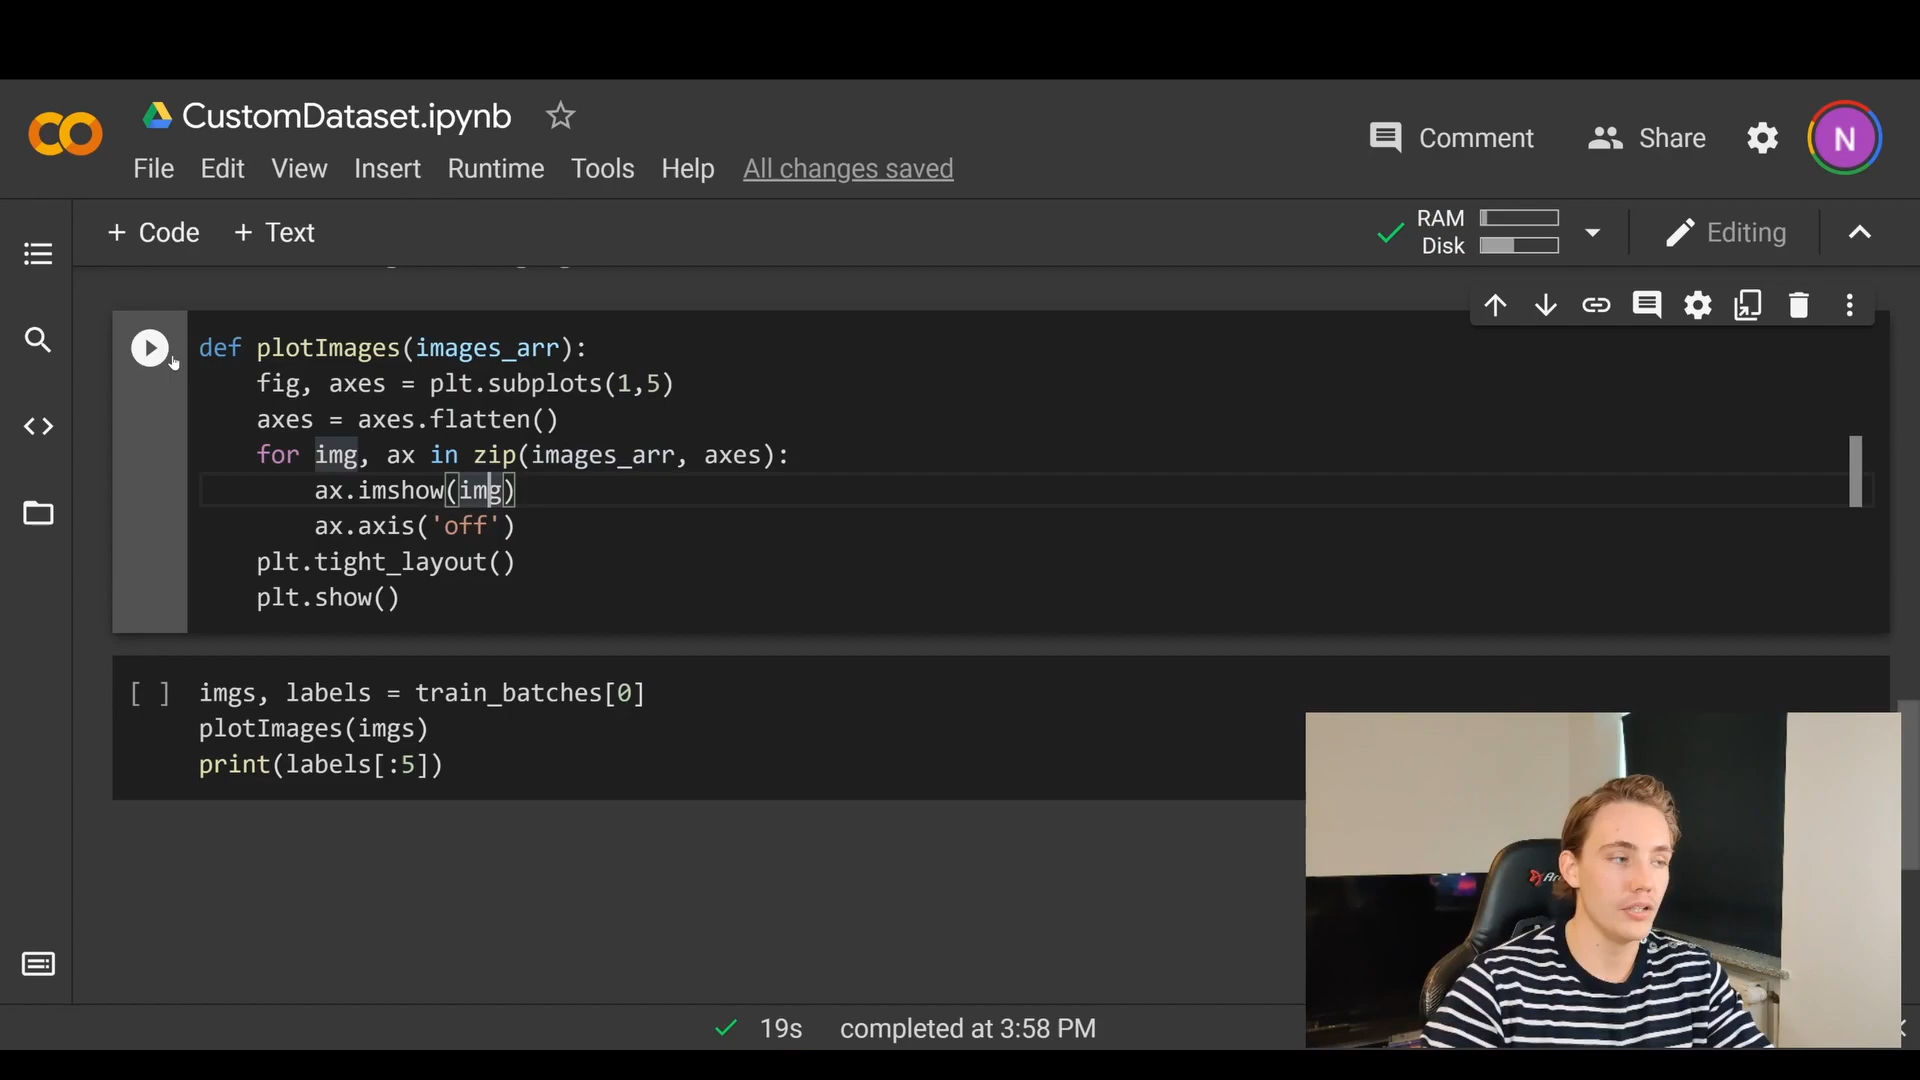 CustomDataset.ipynb
Comment
Share
N
File Edit View Insert Runtime Tools Help All changes saved
+ Code + Text
RAM
Disk
Editing
def plotImages(images_arr):
    fig, axes = plt.subplots(1,5)
    axes = axes.flatten()
    for img, ax in zip(images_arr, axes):
        ax.imshow(img)
        ax.axis('off')
    plt.tight_layout()
    plt.show()
[ ] imgs, labels = train_batches[0]
plotImages(imgs)
print(labels[:5])
19s completed at 3:58 PM